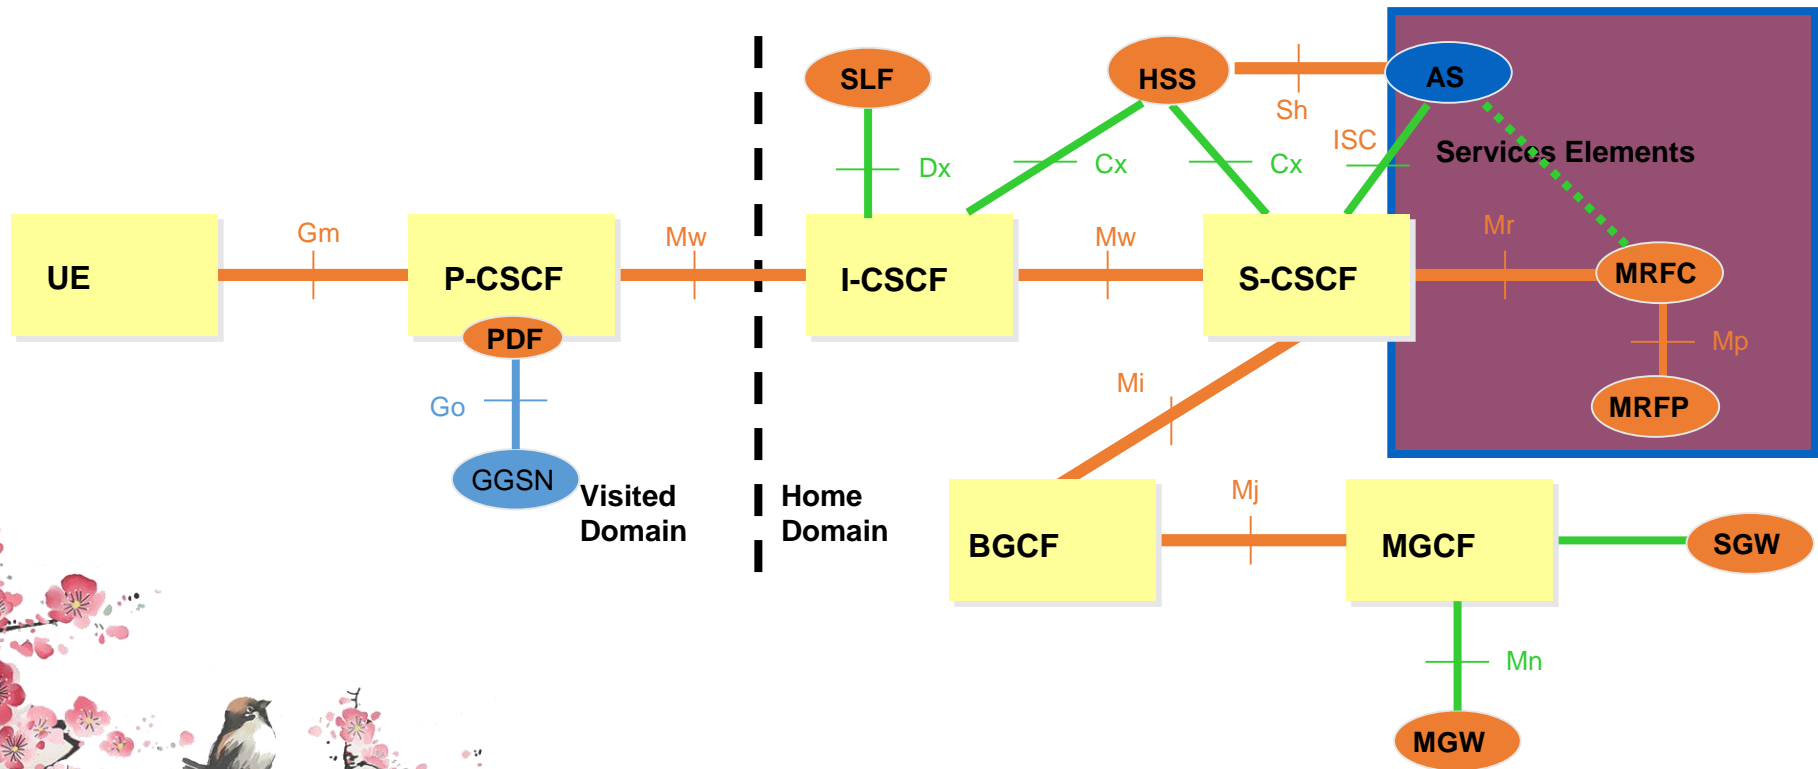 SLF
HSS
AS
Sh
ISC
Services Elements
Dx
Cx
Cx
Gm
Mw
Mw
Mr
UE
P-CSCF
I-CSCF
S-CSCF
MRFC
PDF
Mp
Mi
Go
MRFP
GGSN
Visited
Domain
Home
Domain
Mj
BGCF
MGCF
SGW
Mn
MGW